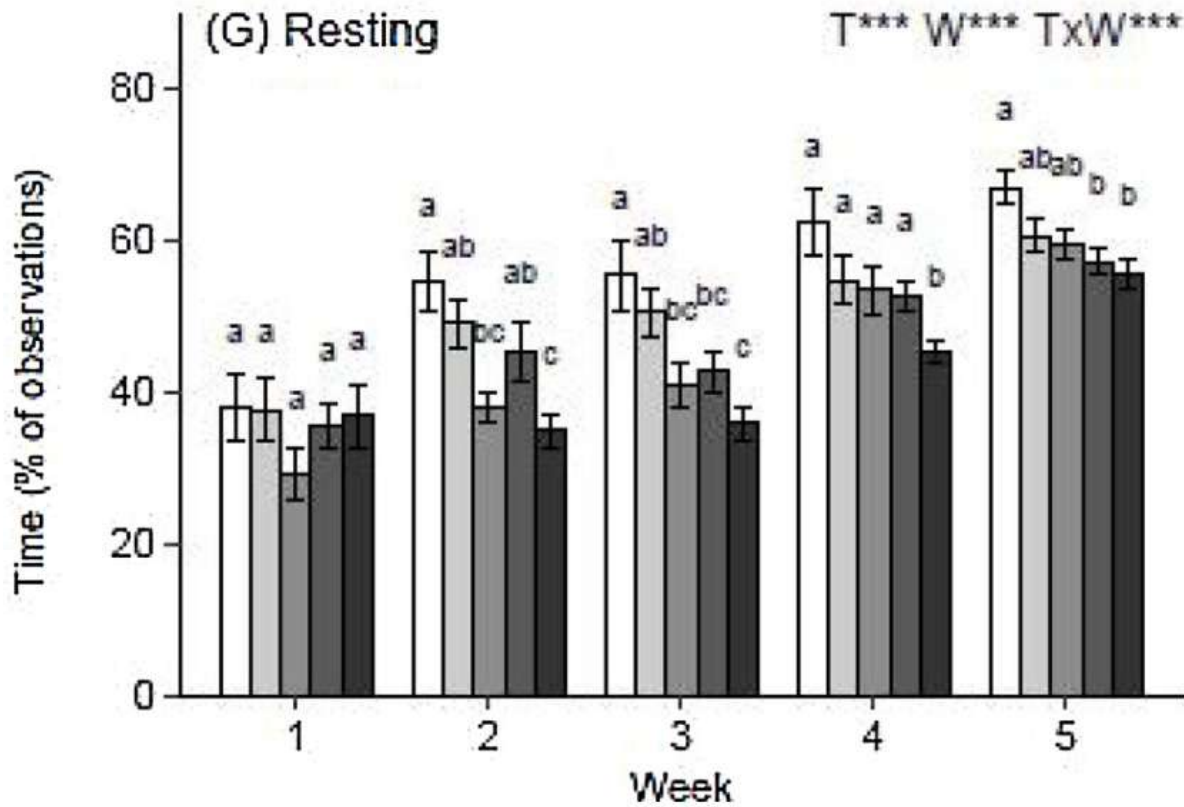 (G) Resting T*** W*** TxW***
80
60
40
20
0
Time (% of observations)
a a a a a
a ab bc ab c
a ab bc bc c
a a a a b
a ab ab b b
1 2 3 4 5
Week